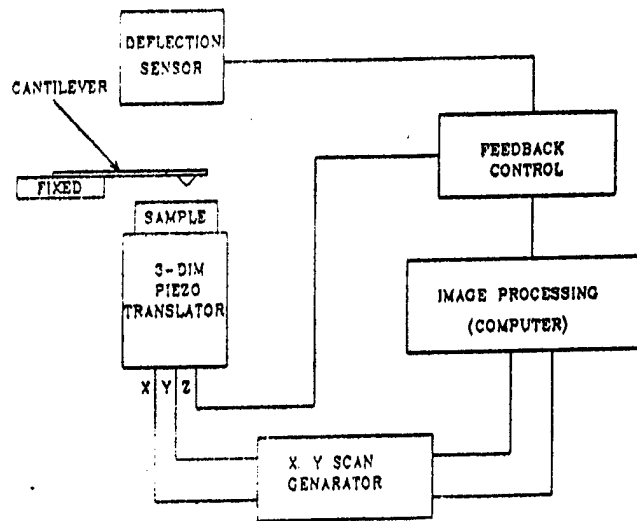 DEFLECTION
SENSOR
CANTILEVER
FEEDBACK
CONTROL
FIXED
SAMPLE
3-DIM
PIEZO
TRANSLATOR
IMAGE PROCESSING
(COMPUTER)
X Y Z
X. Y SCAN
GENARATOR